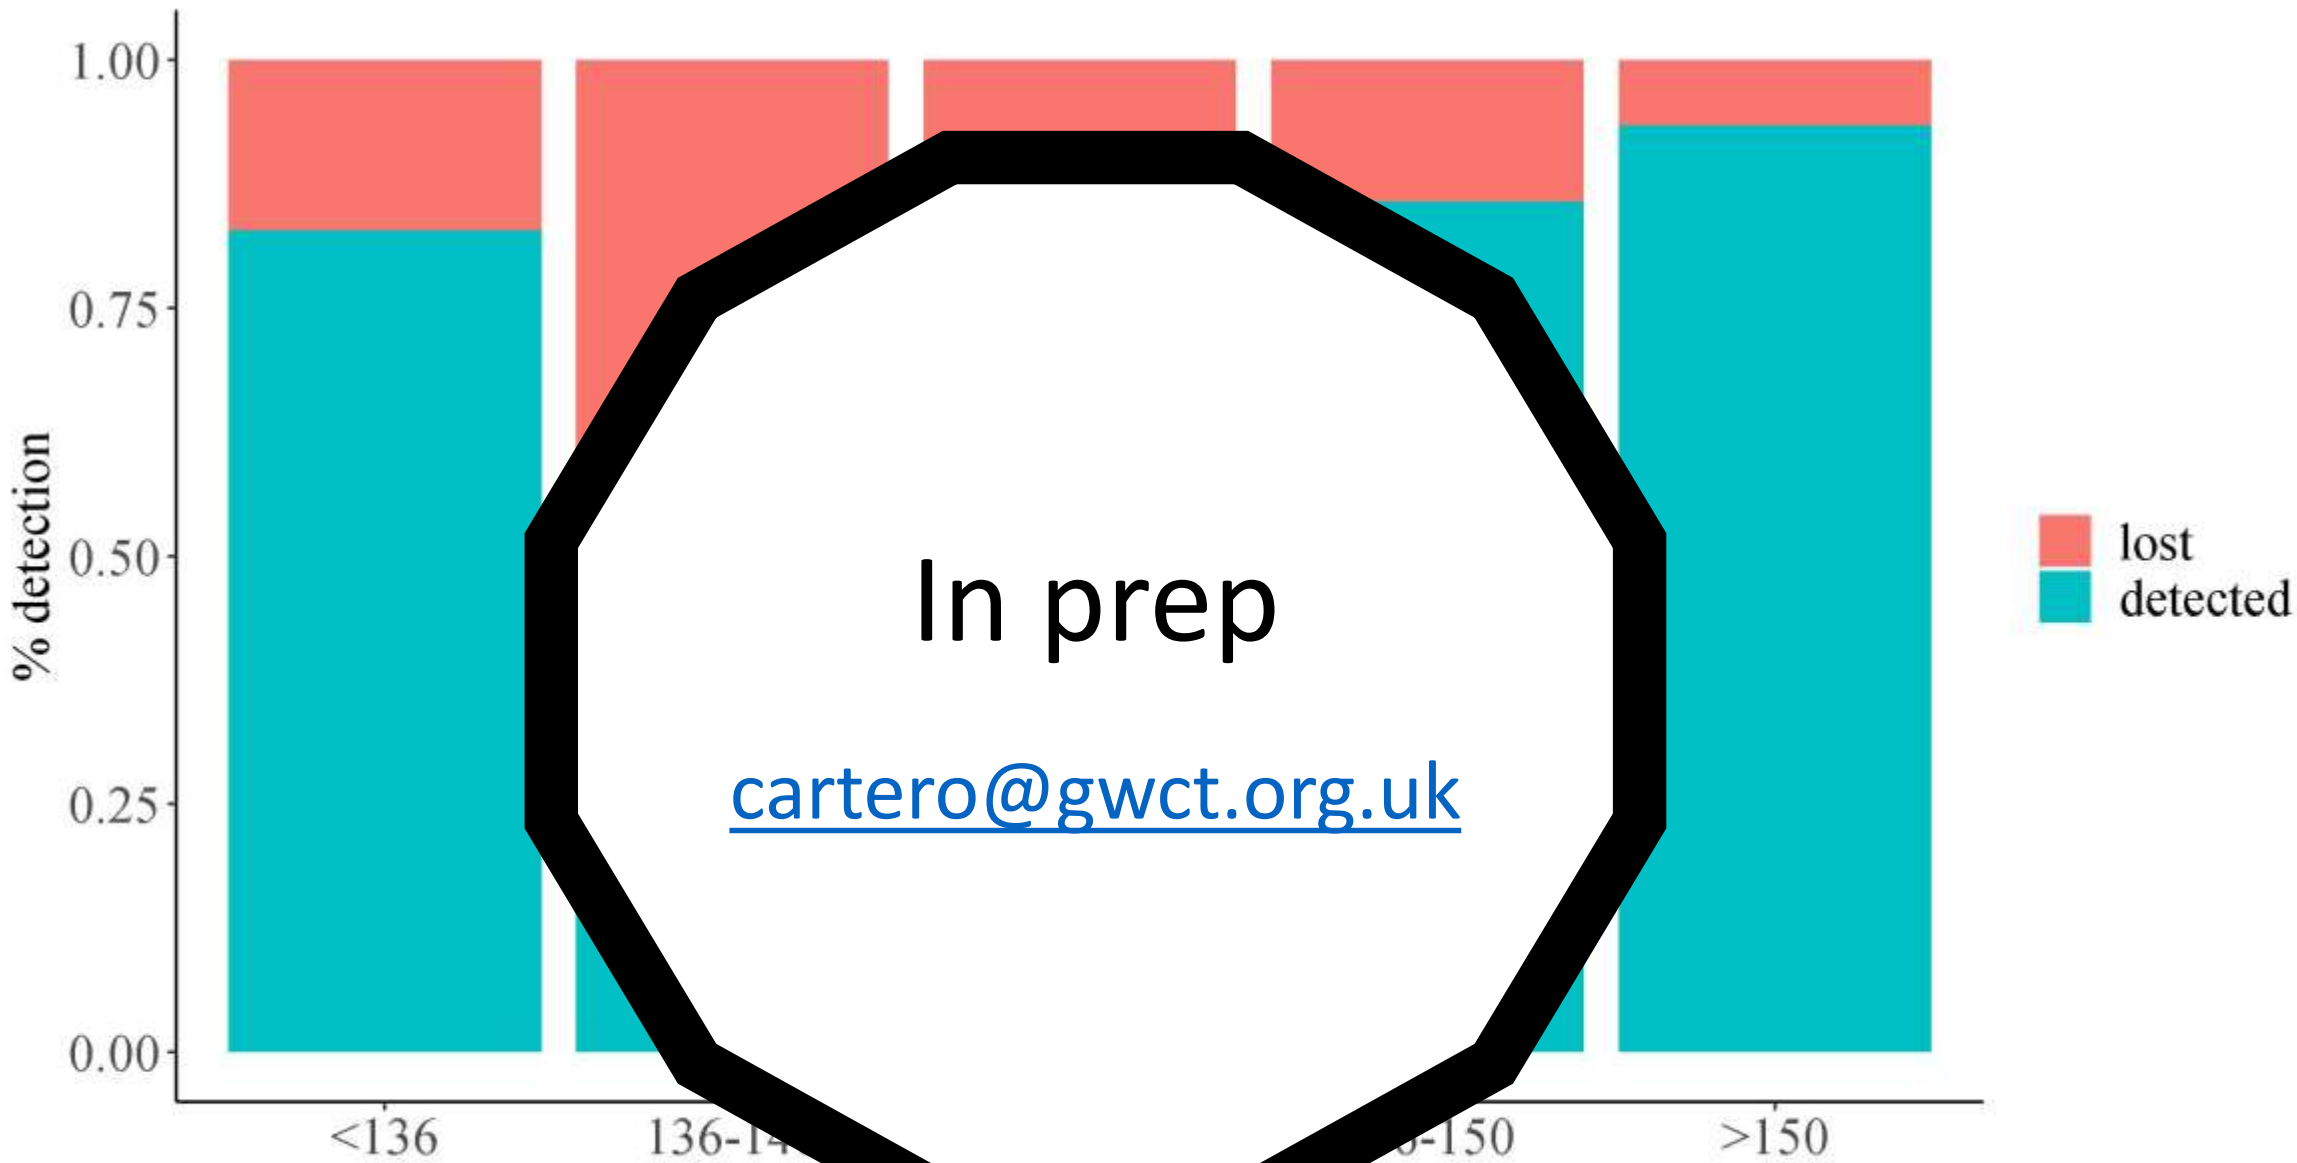 1.00
0.75
0.50
0.25
0.00
% detection
In prep
cartero@gwct.org.uk
lost
detected
<136
>150